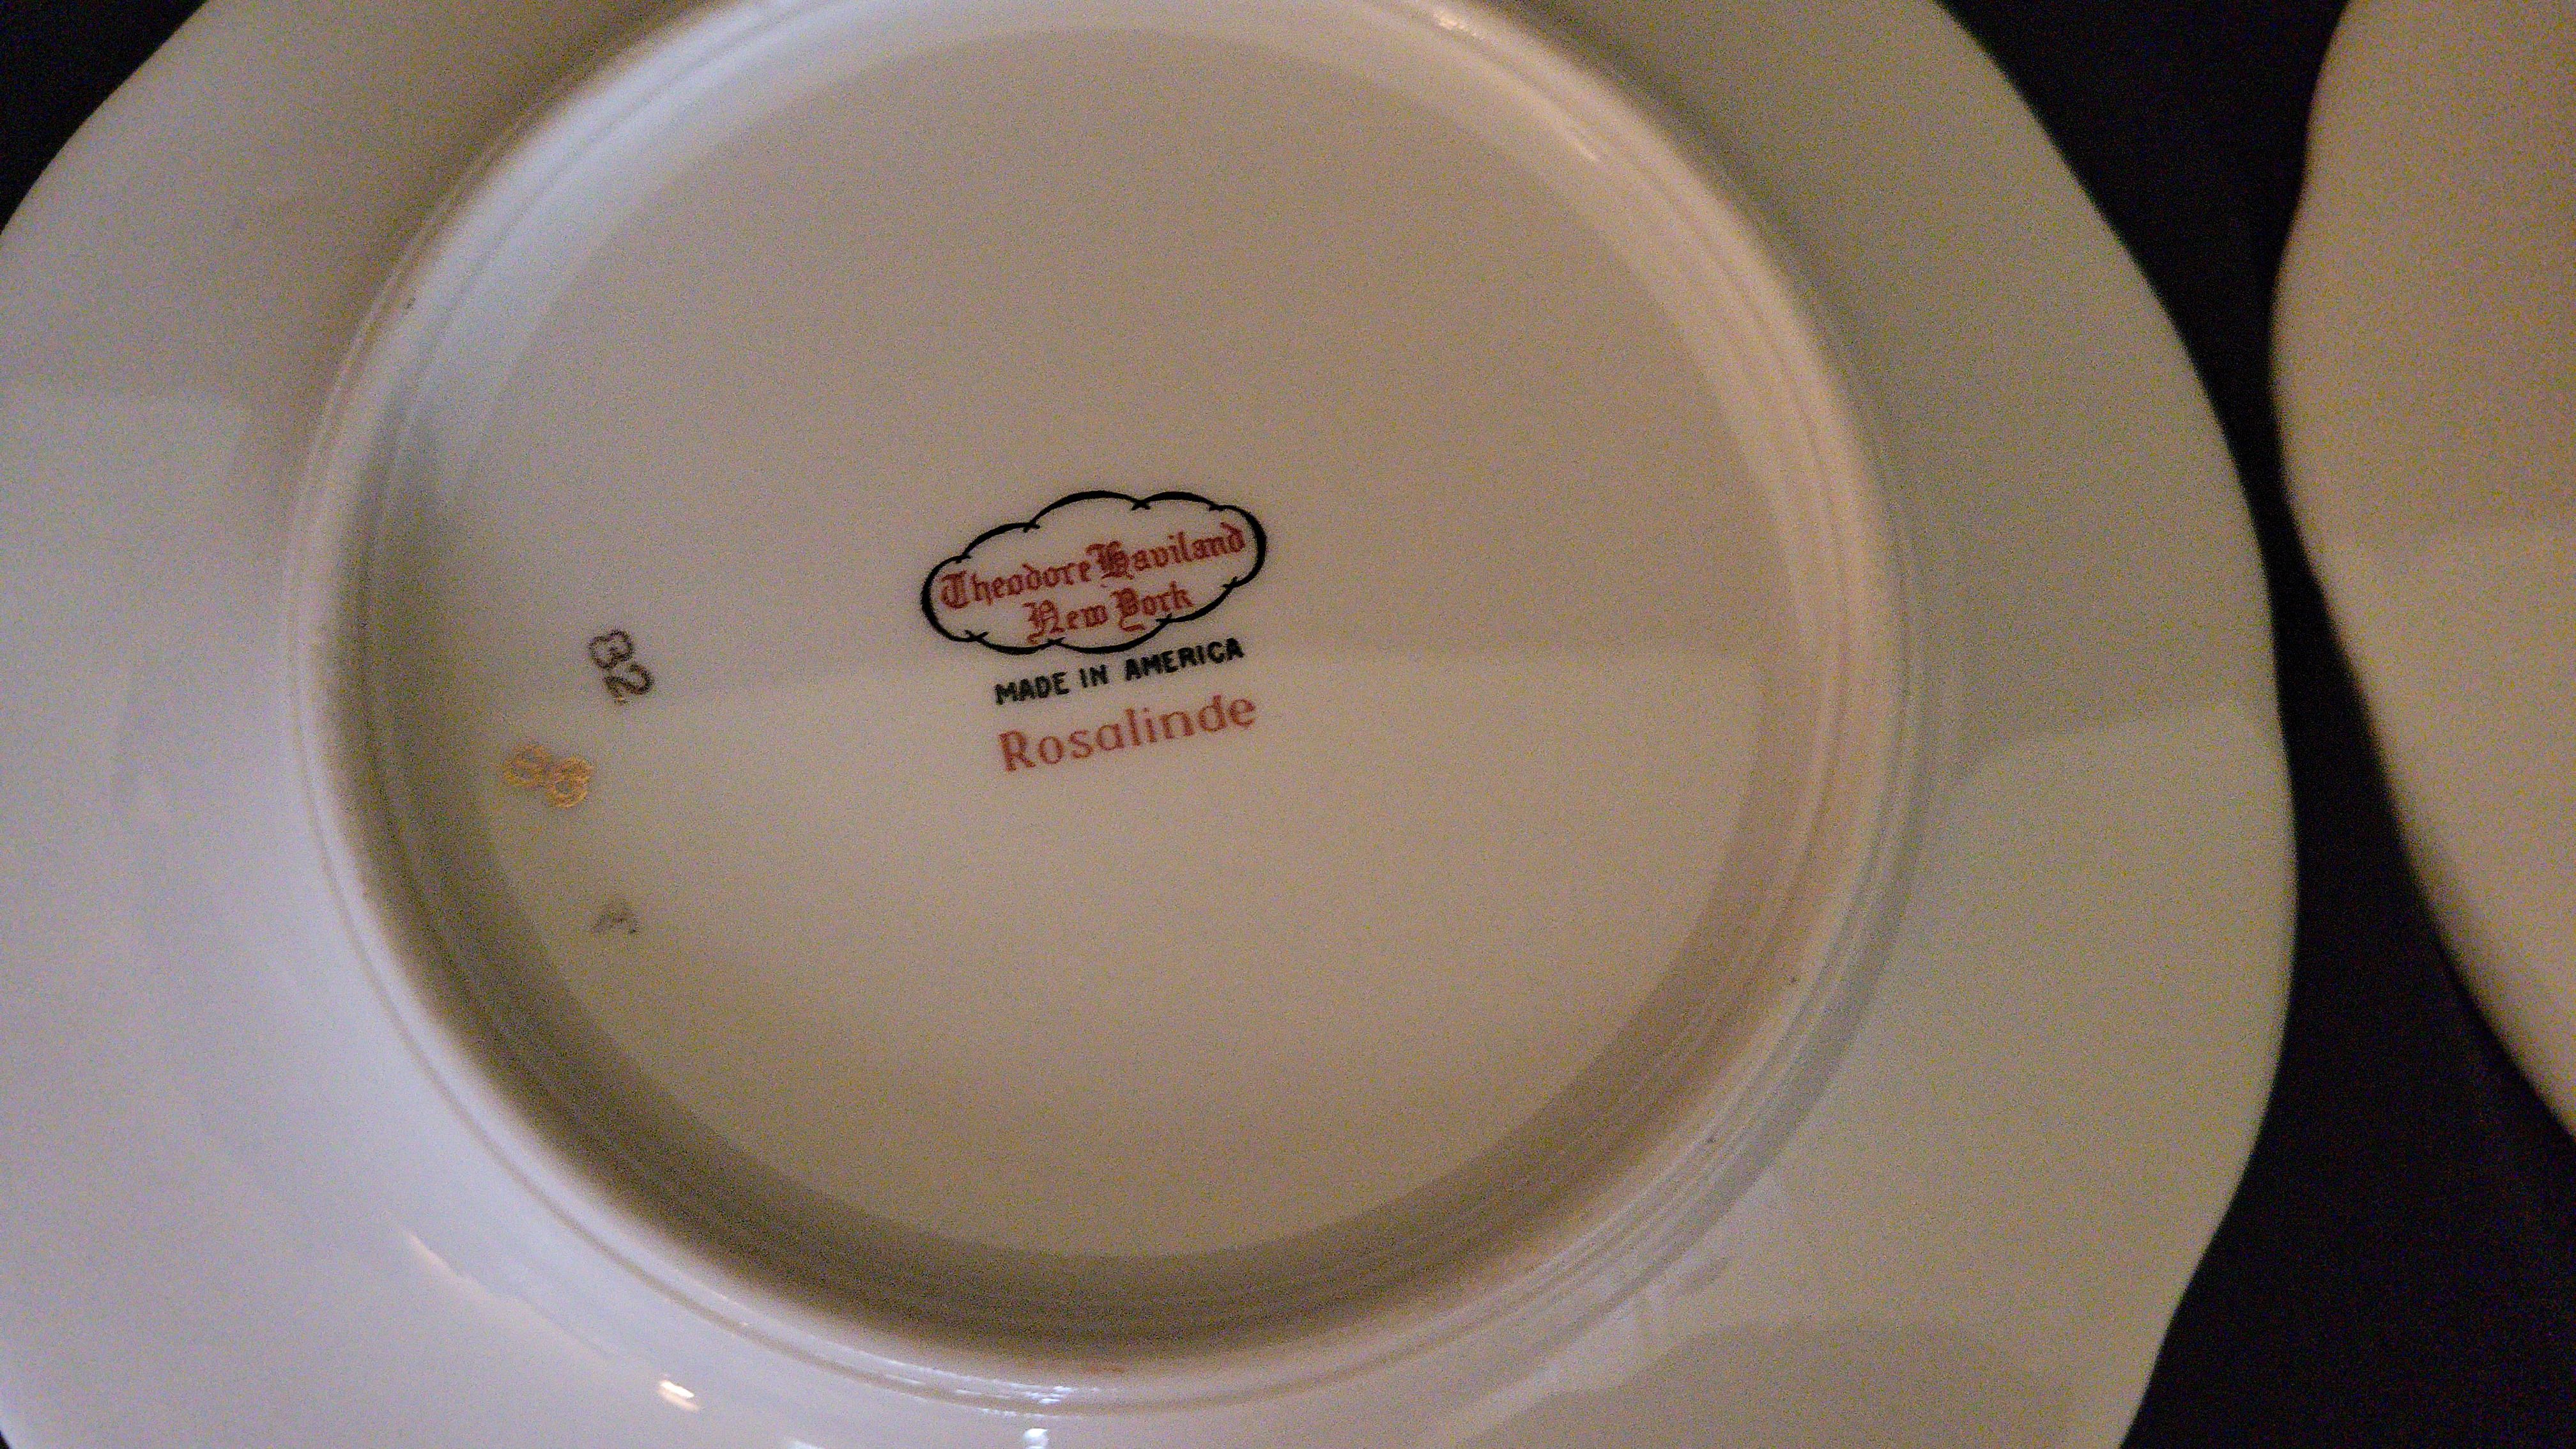 Theodore Haviland
New York
MADE IN AMERICA
Rosalinde
32